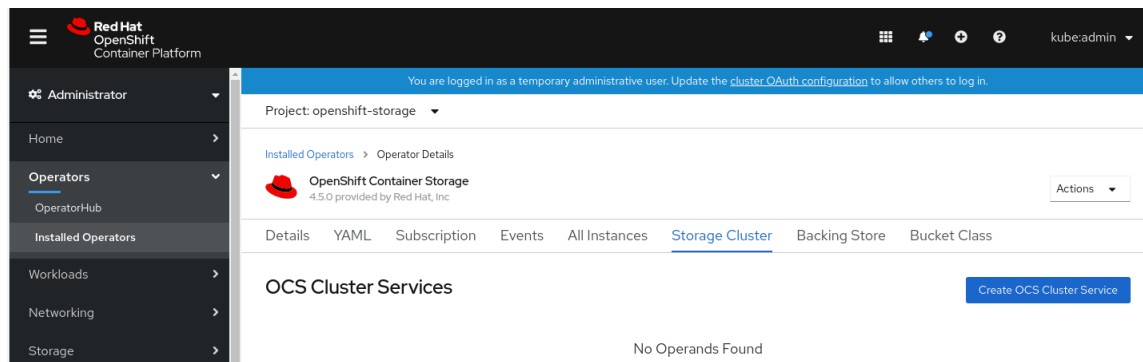 Red Hat
OpenShift
Container Platform
kube:admin
You are logged in as a temporary administrative user. Update the cluster OAuth configuration to allow others to log in.
Administrator
Project: openshift-storage
Home
Installed Operators > Operator Details
Operators
OpenShift Container Storage
4.5.0 provided by Red Hat, Inc
Actions
OperatorHub
Installed Operators
Details YAML Subscription Events All Instances Storage Cluster Backing Store Bucket Class
Workloads
OCS Cluster Services
Create OCS Cluster Service
Networking
Storage
No Operands Found